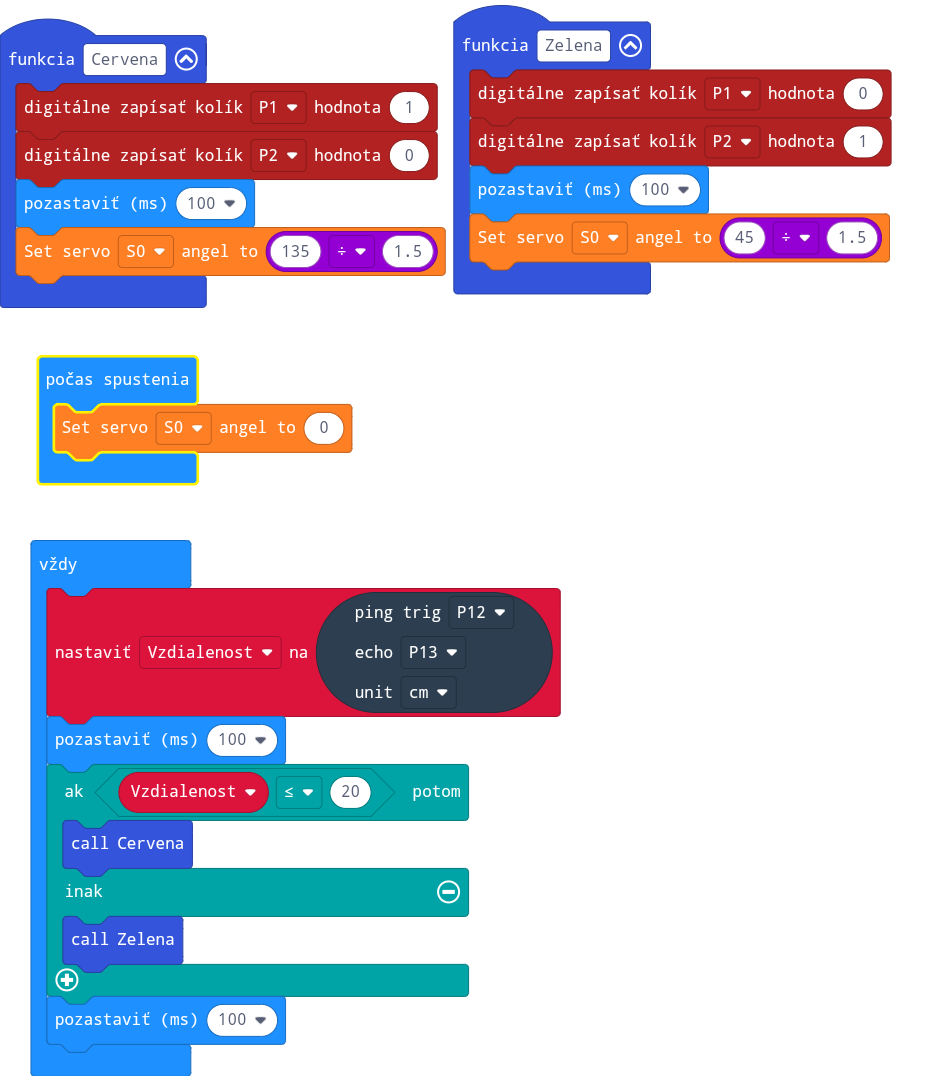 funkcia Cervena
digitálne zapísať kolík P1 hodnota 1
digitálne zapísať kolík P2 hodnota 0
pozastaviť (ms) 100
Set servo S0 angel to 135 ÷ 1.5
funkcia Zelena
digitálne zapísať kolík P1 hodnota 0
digitálne zapísať kolík P2 hodnota 1
pozastaviť (ms) 100
Set servo S0 angel to 45 ÷ 1.5
počas spustenia
Set servo S0 angel to 0
vždy
nastaviť Vzdialenost na
ping trig P12
echo P13
unit cm
pozastaviť (ms) 100
ak Vzdialenost ≤ 20 potom
call Cervena
inak
call Zelena
pozastaviť (ms) 100